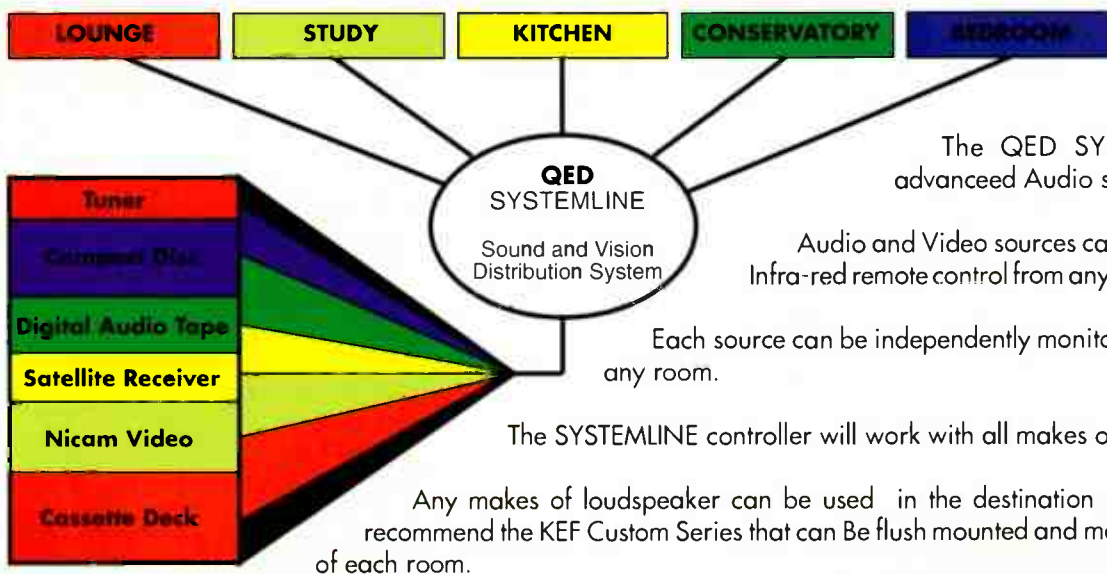 LOUNGE
STUDY
KITCHEN
CONSERVATORY
BEDROOM
QED
SYSTEMLINE
Sound and Vision
Distribution System
Tuner
Compact Disc
Digital Audio Tape
Satellite Receiver
Nicam Video
Cassette Deck
The QED SY
advanceed Audio s
Audio and Video sources ca
Infra-red remote control from any
Each source can be independently monito
any room.
The SYSTEMLINE controller will work with all makes o
Any makes of loudspeaker can be used in the destination
recommend the KEF Custom Series that can Be flush mounted and m
of each room.